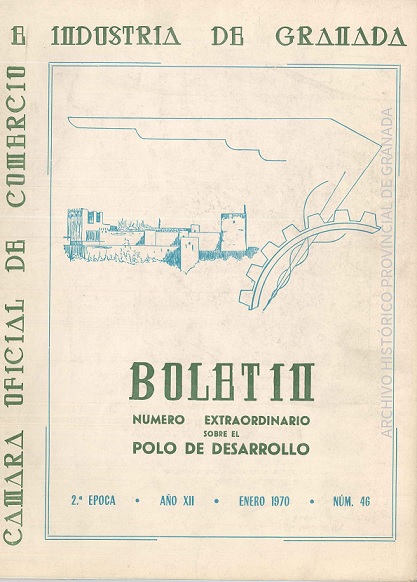 CAMARA OFICIAL DE COMERCIO
E INDUSTRIA DE GRANADA
BOLETIN
NUMERO EXTRAORDINARIO
SOBRE EL
POLO DE DESARROLLO
2.ª EPOCA • AÑO XII • ENERO 1970 • NÚM. 46
ARCHIVO HISTÓRICO PROVINCIAL DE GRANADA